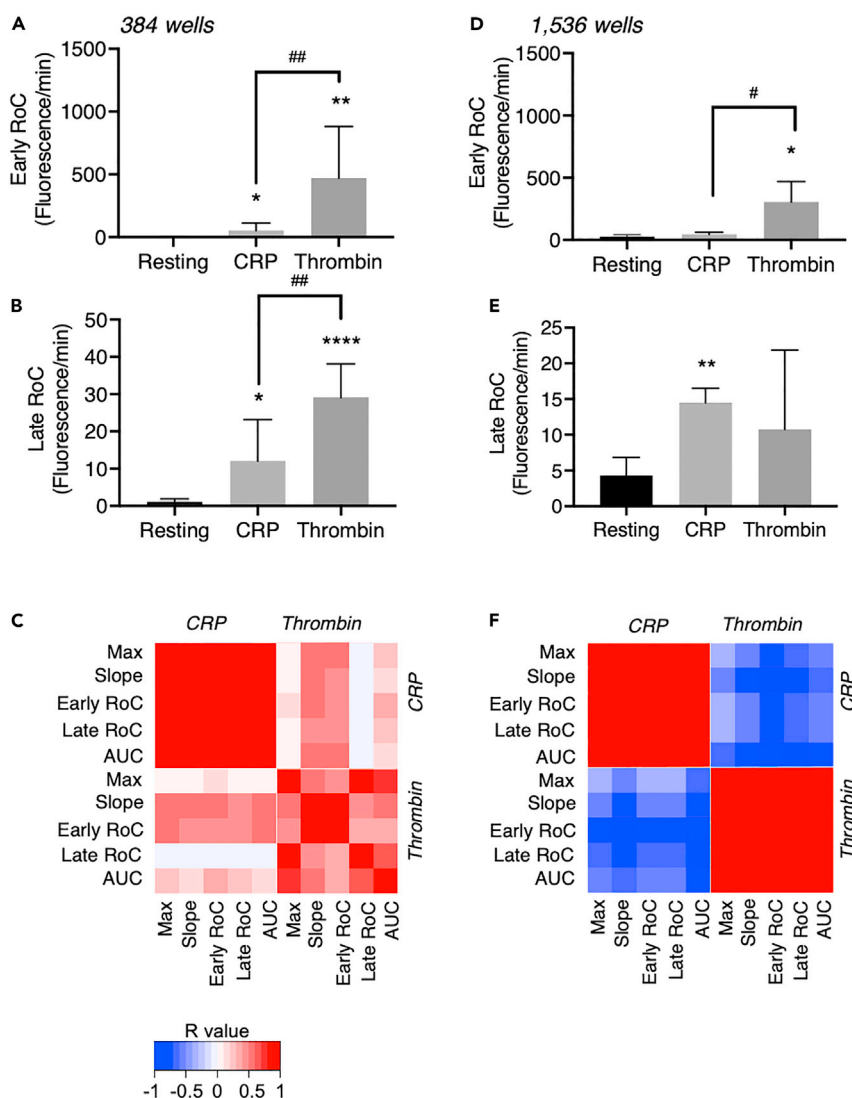 A
384 wells
Early RoC
(Fluorescence/min)
1500
1000
500
0
##
*
**
Resting CRP Thrombin
B
Late RoC
(Fluorescence/min)
50
40
30
20
10
0
##
*
****
Resting CRP Thrombin
C
CRP Thrombin
Max
Slope
Early RoC
Late RoC
AUC
CRP
Max
Slope
Early RoC
Late RoC
AUC
Thrombin
Max Slope Early RoC Late RoC AUC Max Slope Early RoC Late RoC AUC
R value
-1 -0.5 0 0.5 1
D
1,536 wells
Early RoC
(Fluorescence/min)
1500
1000
500
0
#
*
Resting CRP Thrombin
E
Late RoC
(Fluorescence/min)
25
20
15
10
5
0
**
Resting CRP Thrombin
F
CRP Thrombin
Max
Slope
Early RoC
Late RoC
AUC
CRP
Max
Slope
Early RoC
Late RoC
AUC
Thrombin
Max Slope Early RoC Late RoC AUC Max Slope Early RoC Late RoC AUC